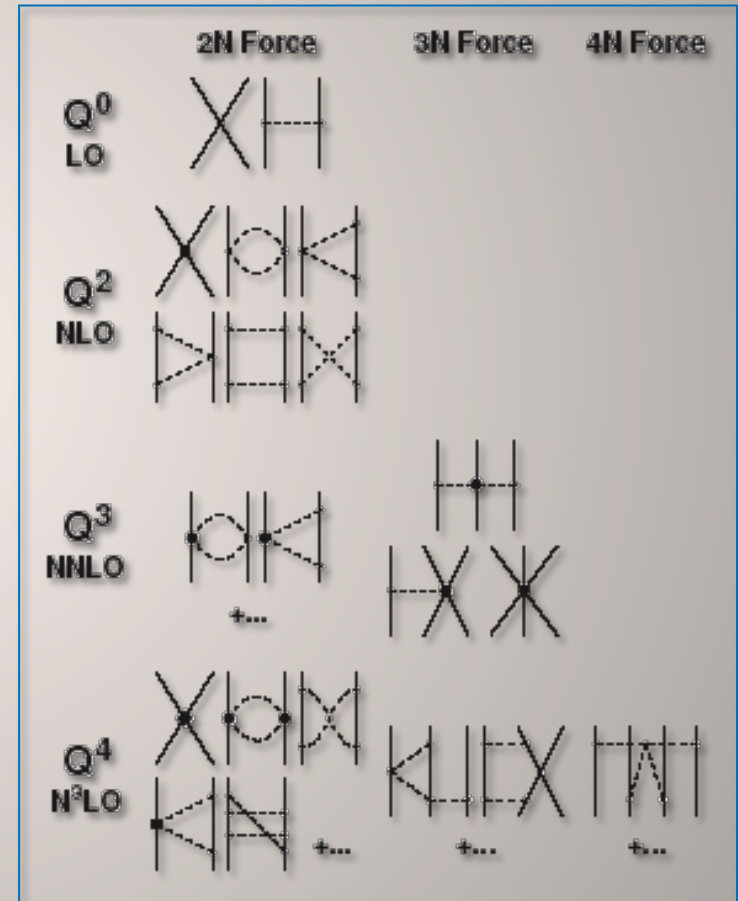 2N Force 3N Force 4N Force
Q⁰
LO
Q²
NLO
Q³
NNLO
+...
Q⁴
N³LO
+... +... +...